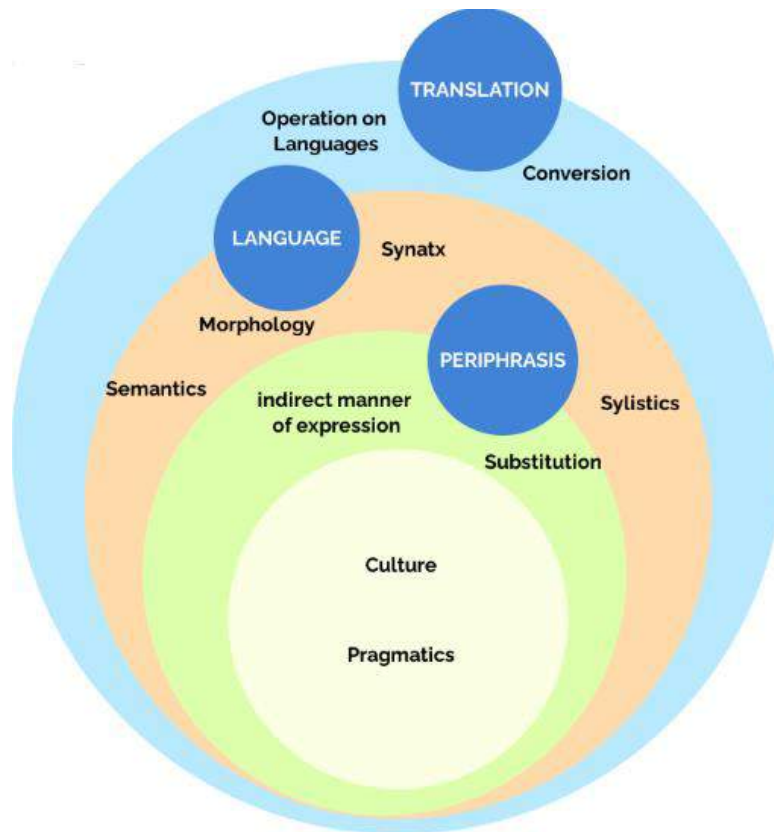 TRANSLATION
Operation on
Languages
Conversion
LANGUAGE
Synatx
Morphology
PERIPHRASIS
Semantics
indirect manner
of expression
Sylistics
Substitution
Culture
Pragmatics